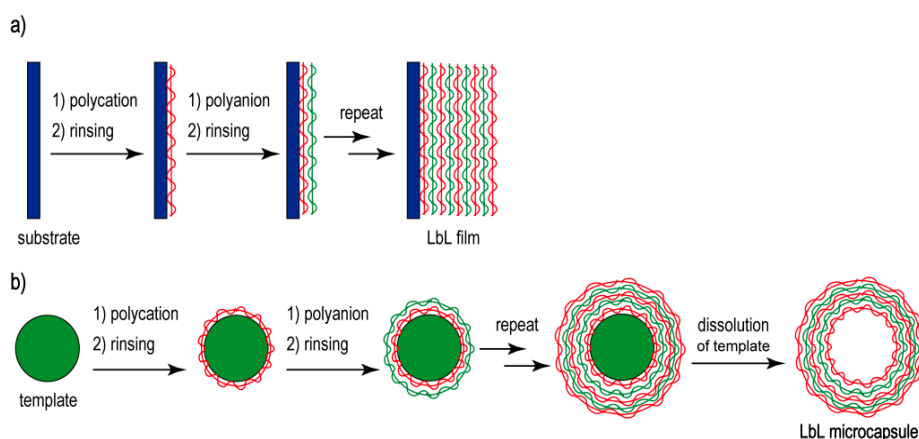 a)
1) polycation
2) rinsing
1) polyanion
2) rinsing
repeat
substrate
LbL film
b)
1) polycation
2) rinsing
1) polyanion
2) rinsing
repeat
dissolution
of template
template
LbL microcapsule